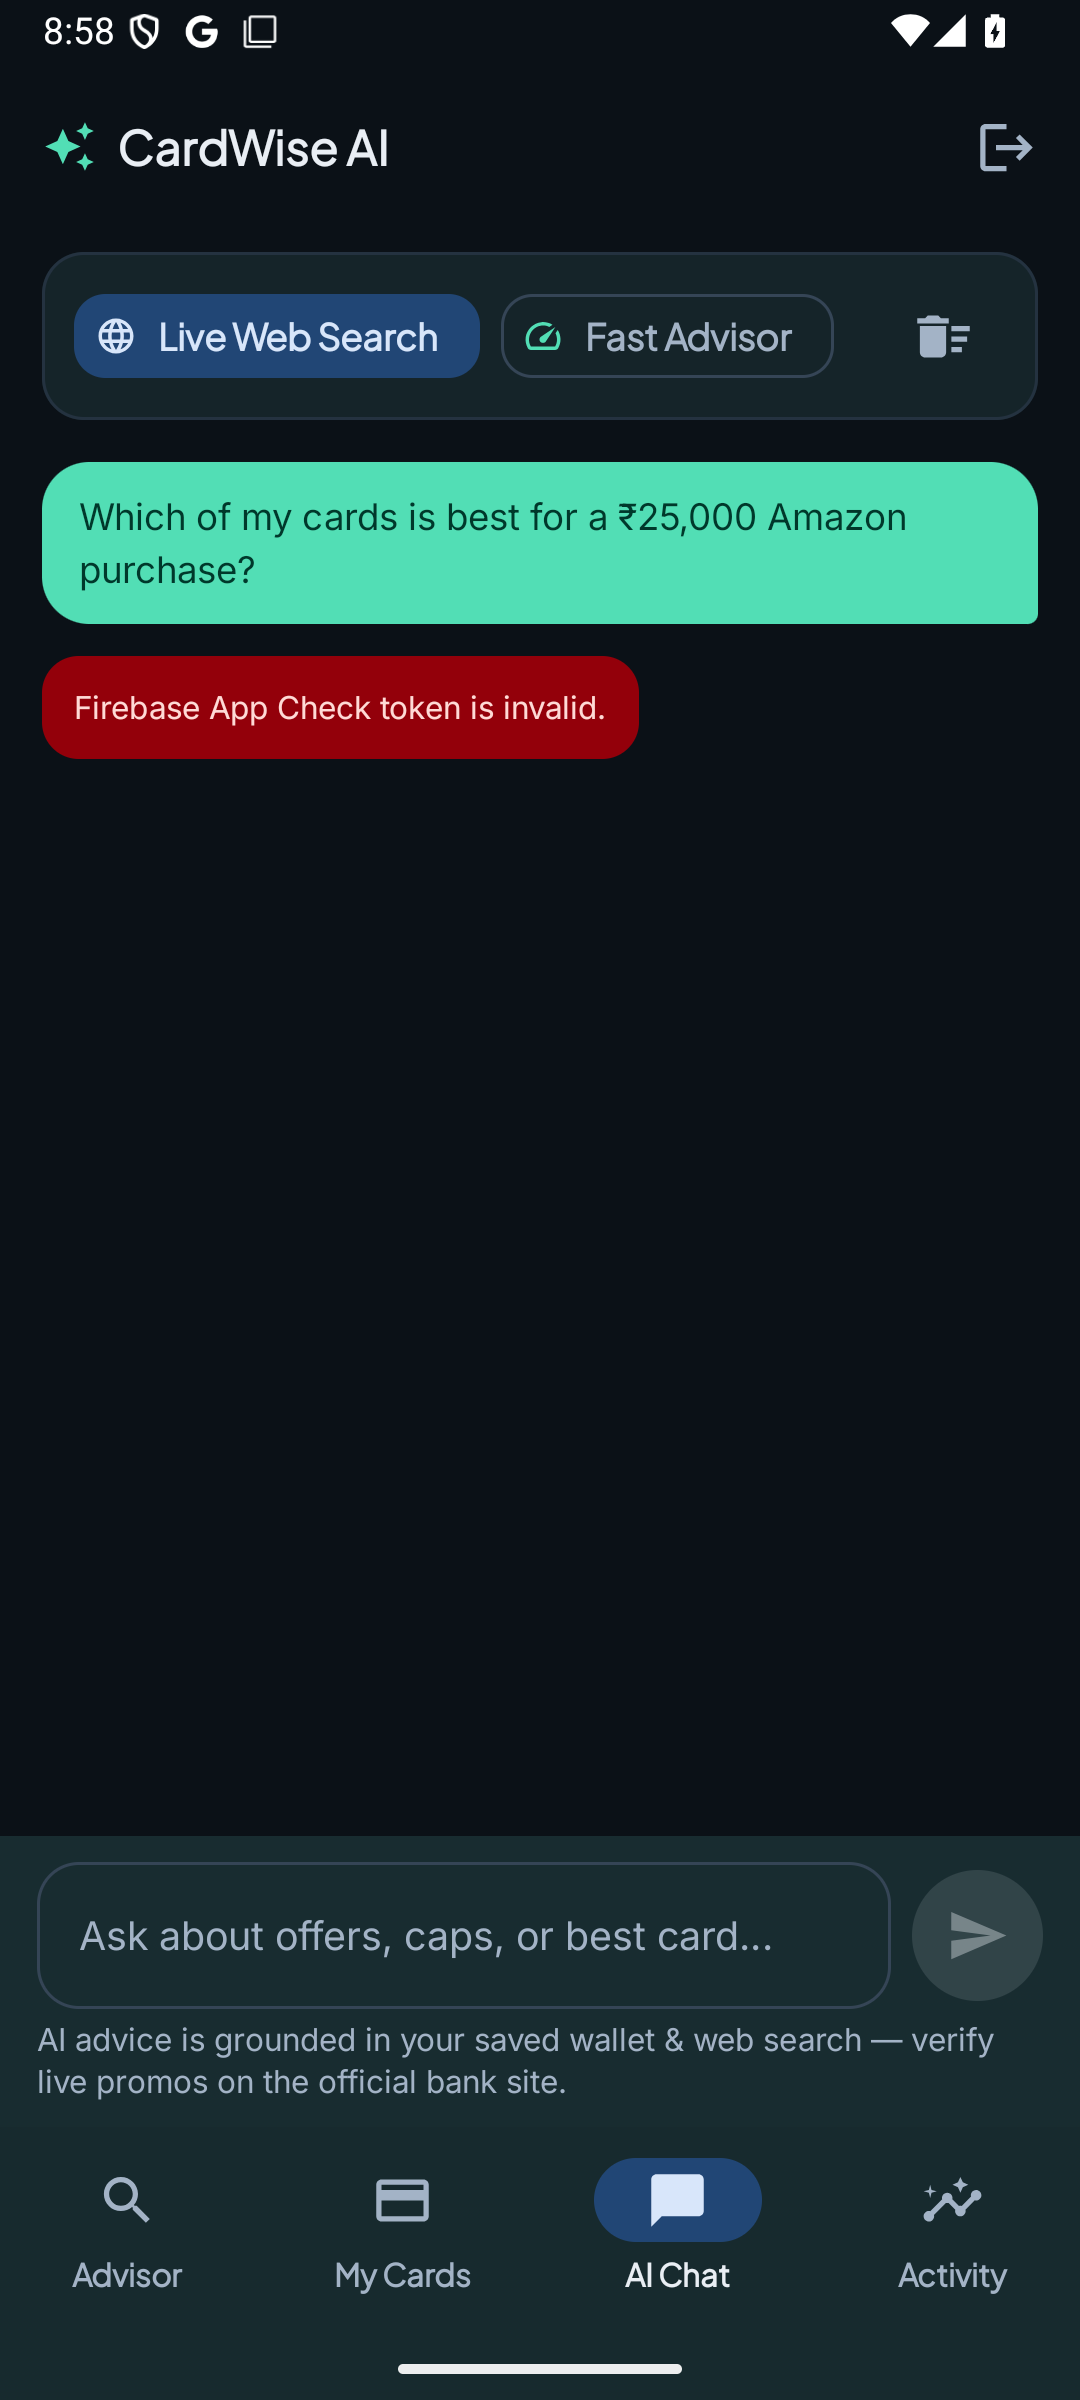 8:58
CardWise AI
Live Web Search
Fast Advisor
Which of my cards is best for a ₹25,000 Amazon
purchase?
Firebase App Check token is invalid.
Ask about offers, caps, or best card...
AI advice is grounded in your saved wallet & web search — verify
live promos on the official bank site.
Advisor
My Cards
AI Chat
Activity